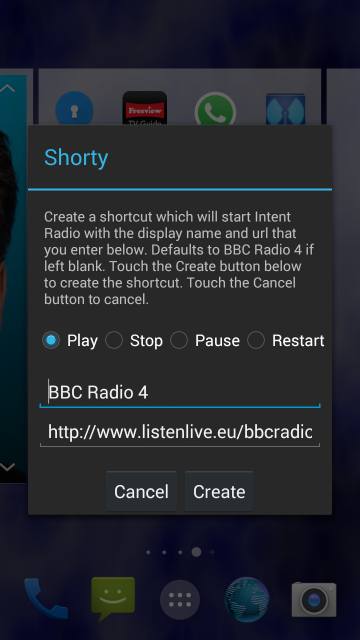 Freeview
TV Guide
Shorty
Create a shortcut which will start Intent
Radio with the display name and url that
you enter below. Defaults to BBC Radio 4 if
left blank. Touch the Create button below
to create the shortcut. Touch the Cancel
button to cancel.
Play Stop Pause Restart
BBC Radio 4
http://www.listenlive.eu/bbcradio
Cancel Create